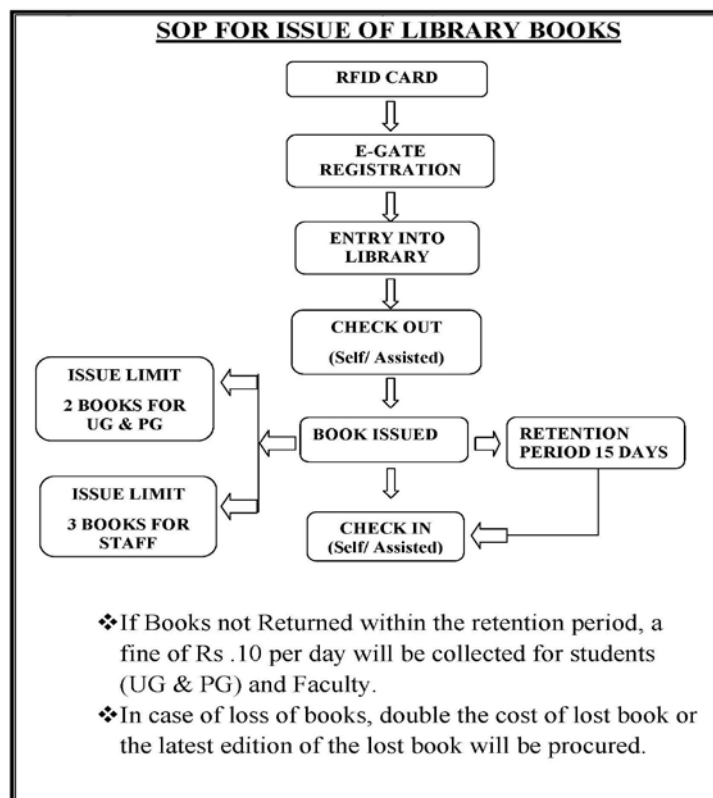 SOP FOR ISSUE OF LIBRARY BOOKS
RFID CARD
E-GATE
REGISTRATION
ENTRY INTO
LIBRARY
CHECK OUT
(Self/ Assisted)
ISSUE LIMIT
2 BOOKS FOR
UG & PG
BOOK ISSUED
RETENTION
PERIOD 15 DAYS
ISSUE LIMIT
3 BOOKS FOR
STAFF
CHECK IN
(Self/ Assisted)
❖If Books not Returned within the retention period, a
fine of Rs .10 per day will be collected for students
(UG & PG) and Faculty.
❖In case of loss of books, double the cost of lost book or
the latest edition of the lost book will be procured.